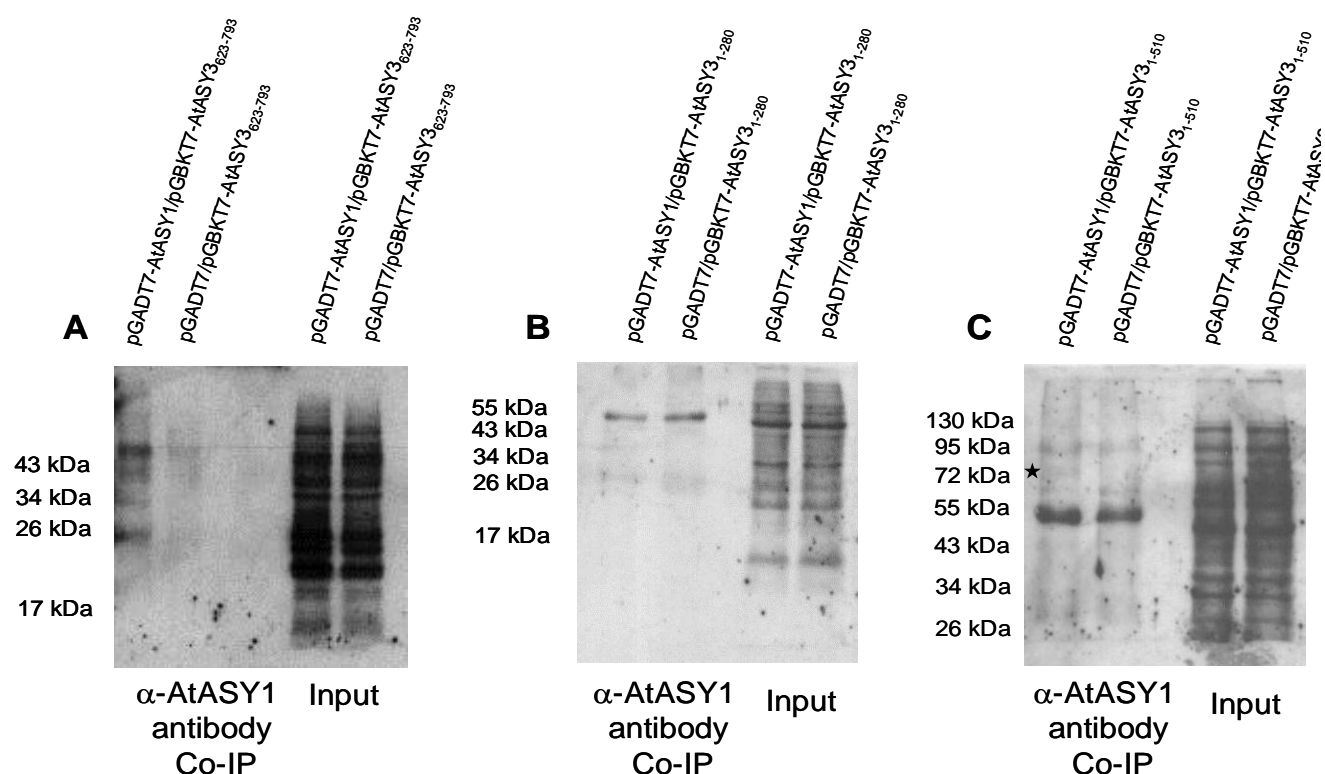 pGADT7-AtASY1/pGBKT7-AtASY3623-793
pGADT7/pGBKT7-AtASY3623-793
pGADT7-AtASY1/pGBKT7-AtASY3623-793
pGADT7/pGBKT7-AtASY3623-793
A
43 kDa
34 kDa
26 kDa
17 kDa
α-AtASY1
antibody
Co-IP
Input
pGADT7-AtASY1/pGBKT7-AtASY31-280
pGADT7/pGBKT7-AtASY31-280
pGADT7-AtASY1/pGBKT7-AtASY31-280
pGADT7/pGBKT7-AtASY31-280
B
55 kDa
43 kDa
34 kDa
26 kDa
17 kDa
α-AtASY1
antibody
Co-IP
Input
pGADT7-AtASY1/pGBKT7-AtASY31-510
pGADT7/pGBKT7-AtASY31-510
pGADT7-AtASY1/pGBKT7-AtASY31-510
pGADT7/pGBKT7-AtASY
C
130 kDa
95 kDa
★
72 kDa
55 kDa
43 kDa
34 kDa
26 kDa
α-AtASY1
antibody
Co-IP
Input